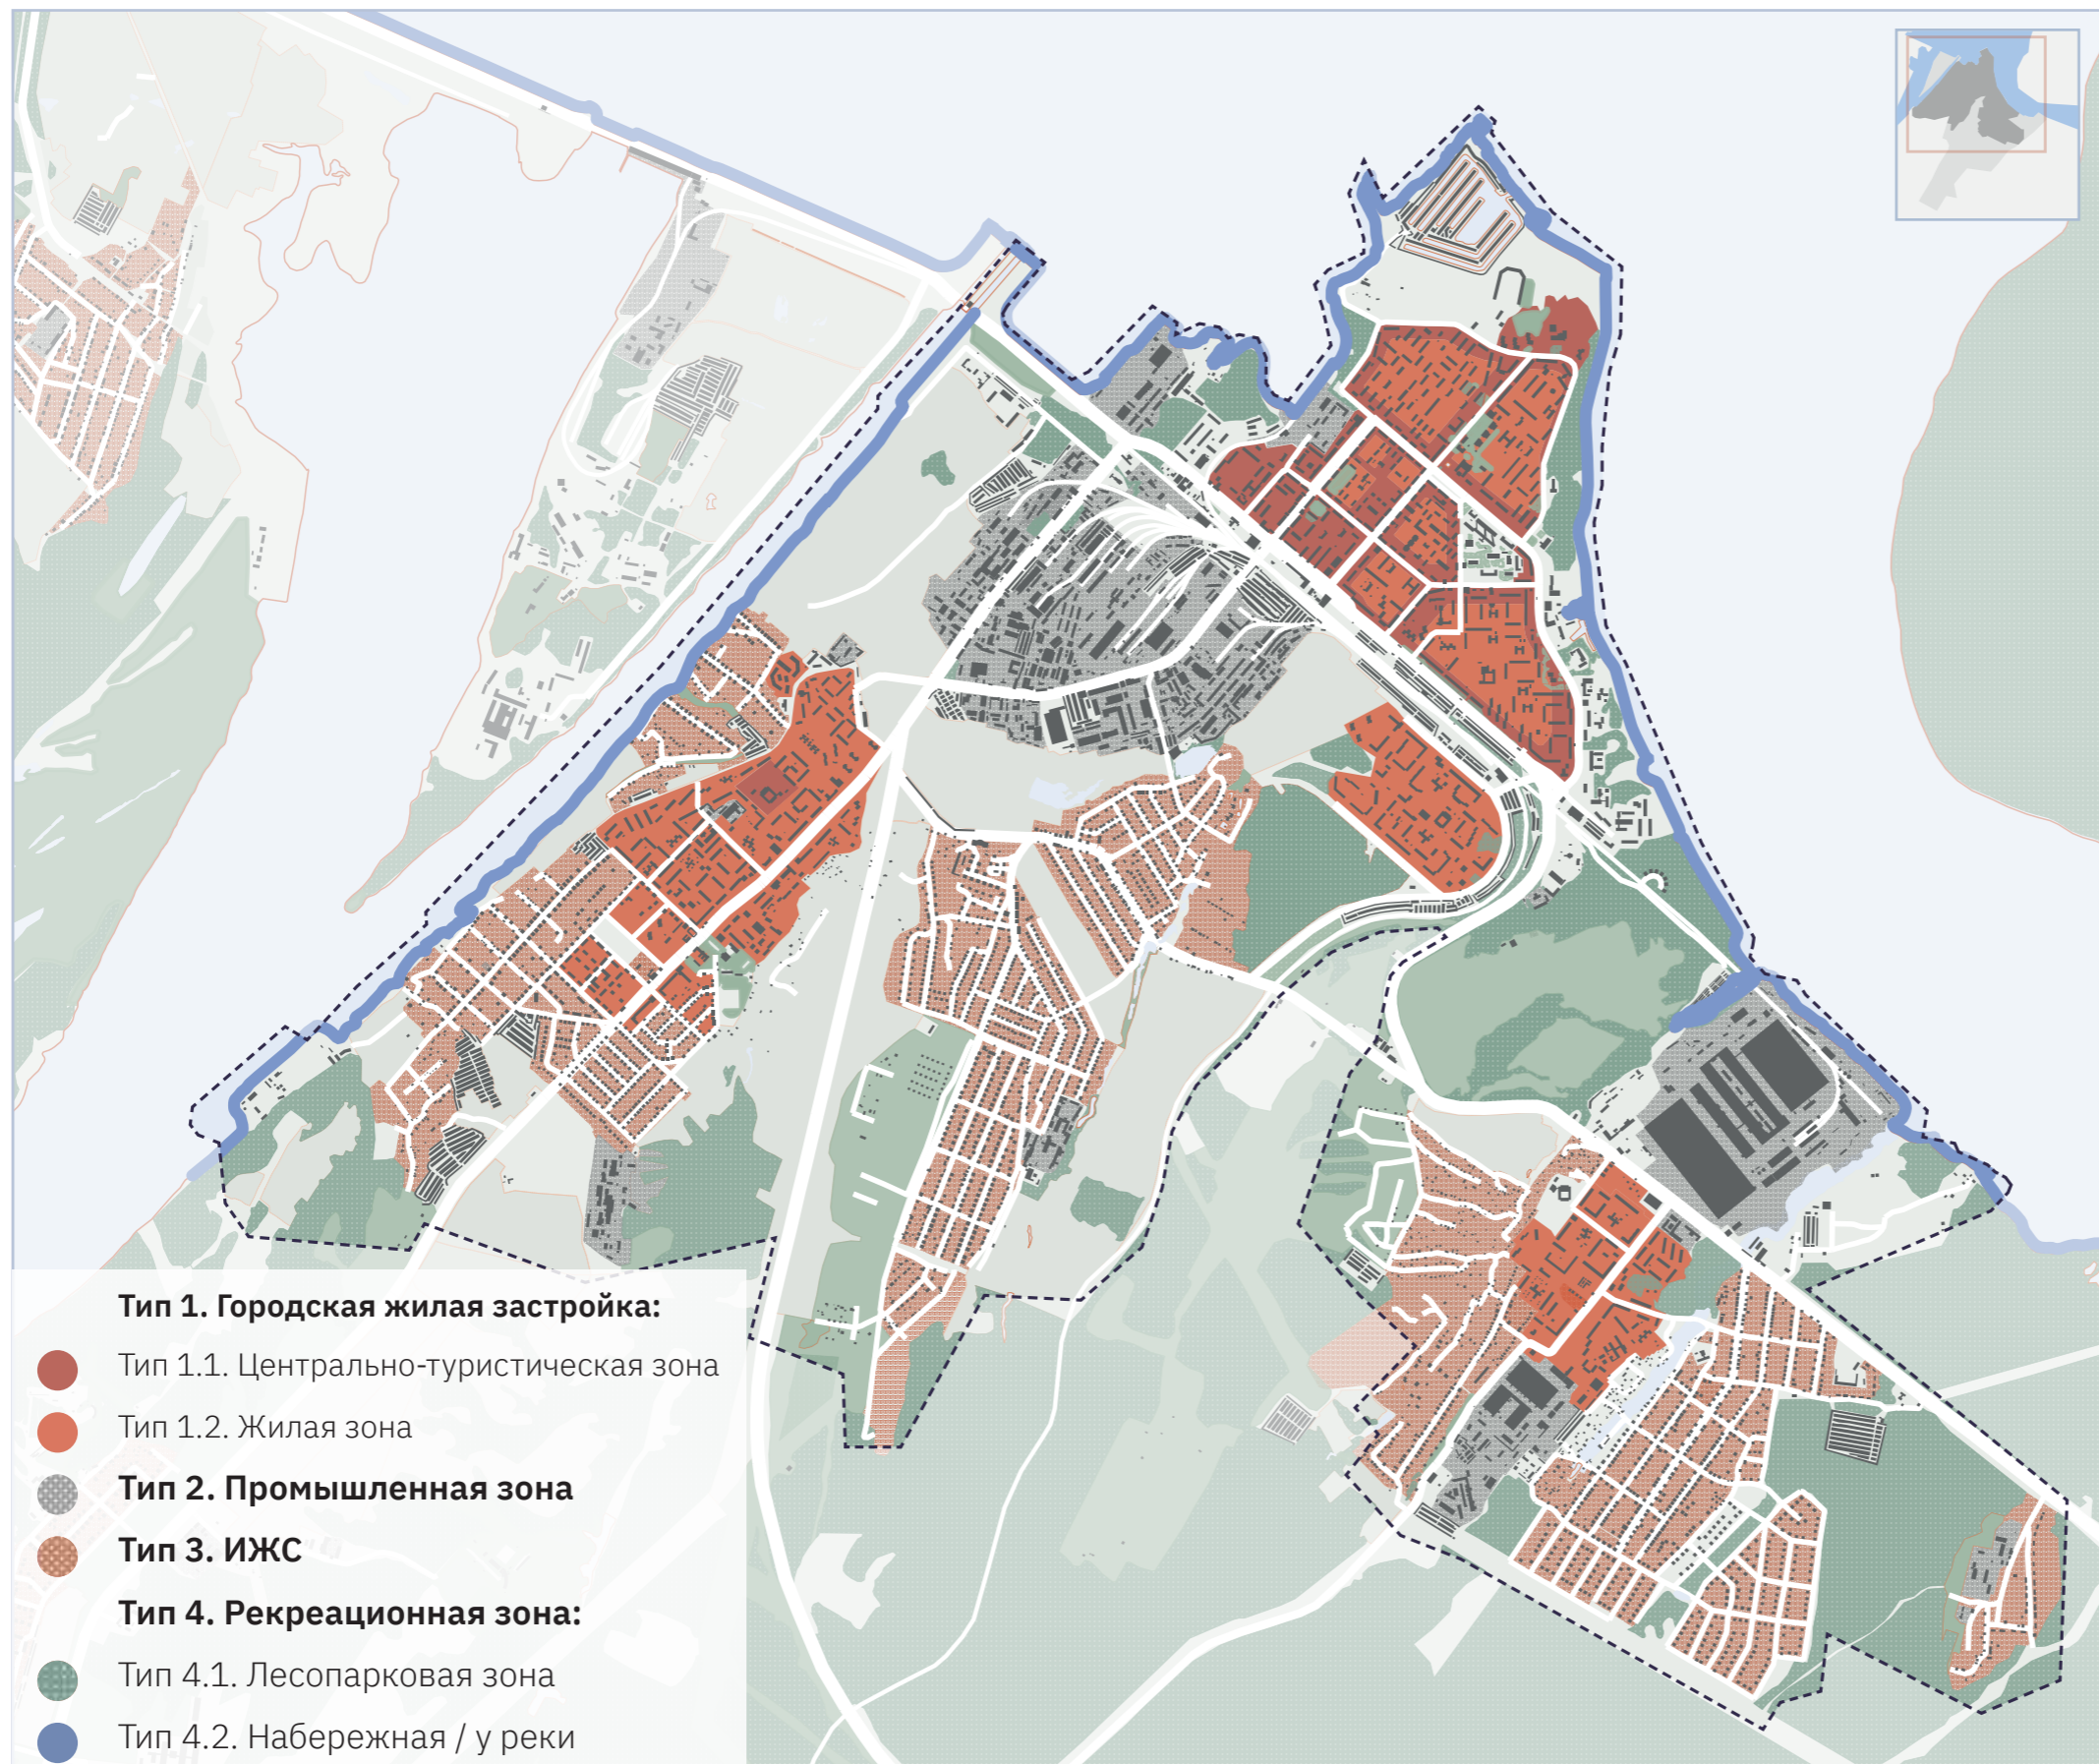 Тип 1. Городская жилая застройка:
Тип 1.1. Центрально-туристическая зона
Тип 1.2. Жилая зона
Тип 2. Промышленная зона
Тип 3. ИЖС
Тип 4. Рекреационная зона:
Тип 4.1. Лесопарковая зона
Тип 4.2. Набережная / у реки